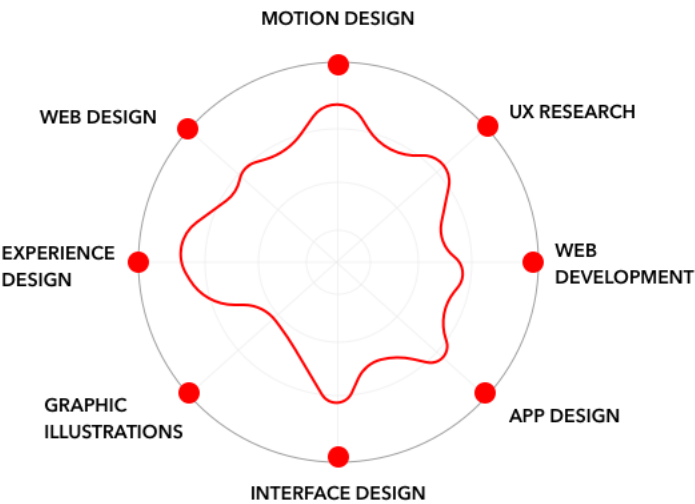 MOTION DESIGN
WEB DESIGN
UX RESEARCH
EXPERIENCE
DESIGN
WEB
DEVELOPMENT
GRAPHIC
ILLUSTRATIONS
APP DESIGN
INTERFACE DESIGN